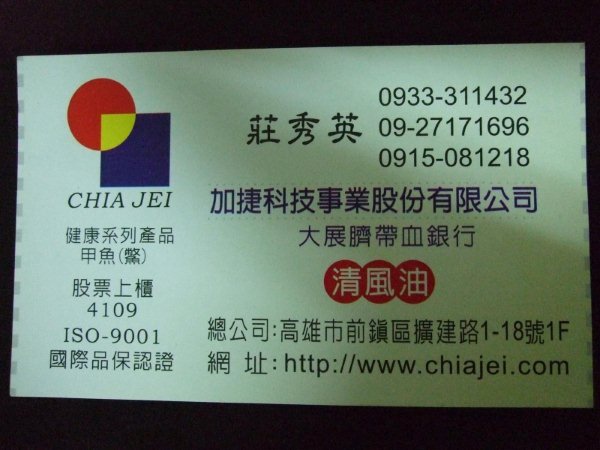 CHIA JEI
健康系列產品
甲魚(鱉)
股票上櫃
4109
ISO-9001
國際品保認證
莊秀英
0933-311432
09-27171696
0915-081218
加捷科技事業股份有限公司
大展臍帶血銀行
清風油
總公司:高雄市前鎮區擴建路1-18號1F
網 址:http://www.chiajei.com